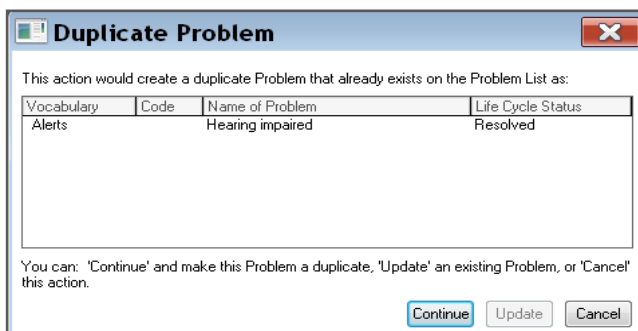 Duplicate Problem
This action would create a duplicate Problem that already exists on the Problem List as:
Vocabulary Code Name of Problem Life Cycle Status
Alerts Hearing impaired Resolved
You can: 'Continue' and make this Problem a duplicate, 'Update' an existing Problem, or 'Cancel'
this action.
Continue Update Cancel